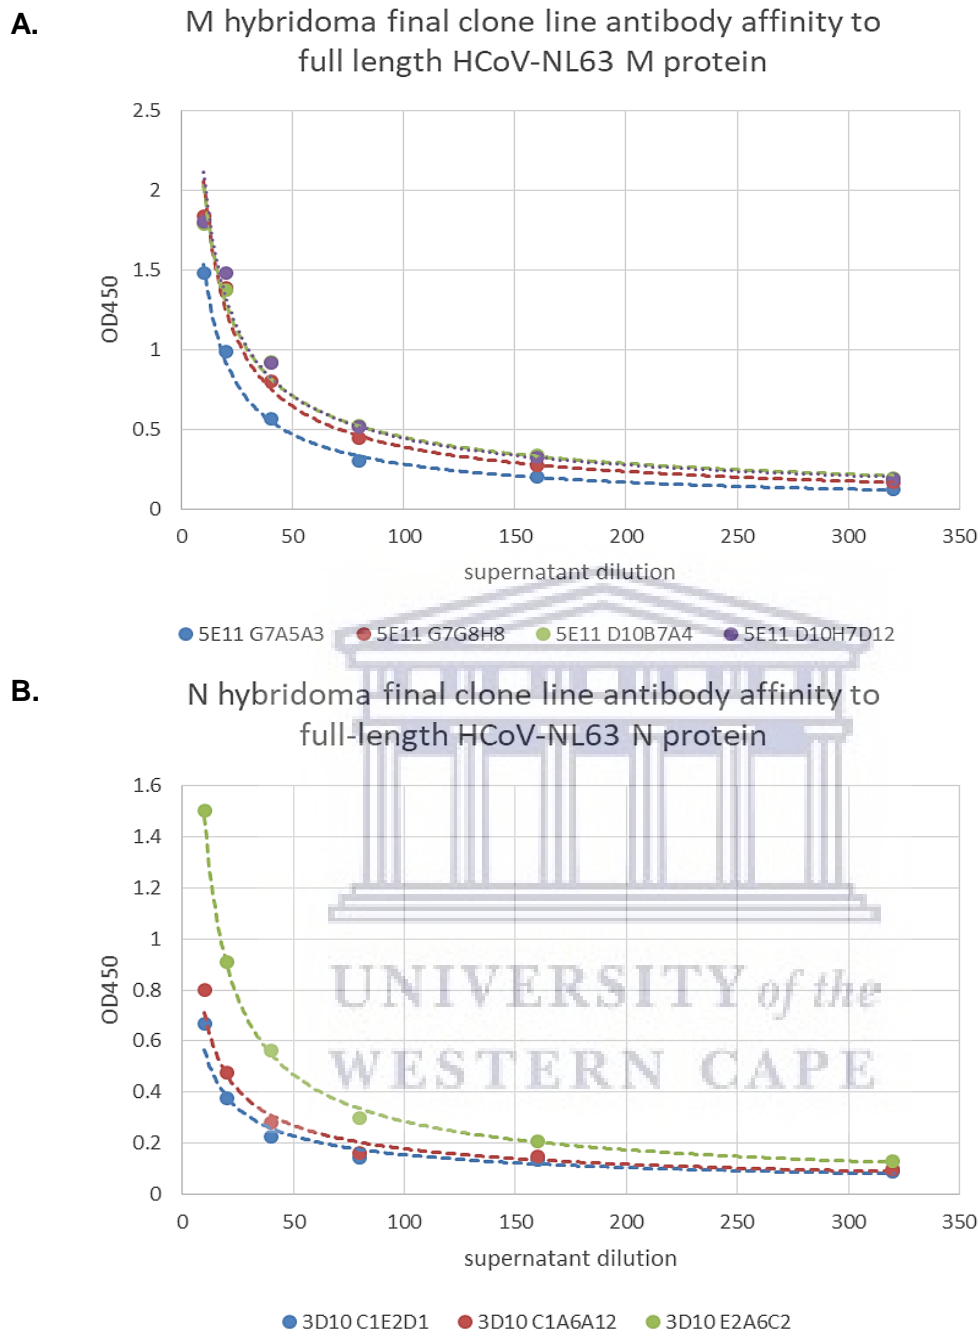 A.
M hybridoma final clone line antibody affinity to
full length HCoV-NL63 M protein
2.5
2
1.5
1
0.5
0
OD450
0 50 100 150 200 250 300 350
supernatant dilution
5E11 G7A5A3 5E11 G7G8H8 5E11 D10B7A4 5E11 D10H7D12
B.
N hybridoma final clone line antibody affinity to
full-length HCoV-NL63 N protein
1.6
1.4
1.2
1
0.8
0.6
0.4
0.2
0
OD450
UNIVERSITY of the
WESTERN CAPE
0 50 100 150 200 250 300 350
supernatant dilution
3D10 C1E2D1 3D10 C1A6A12 3D10 E2A6C2